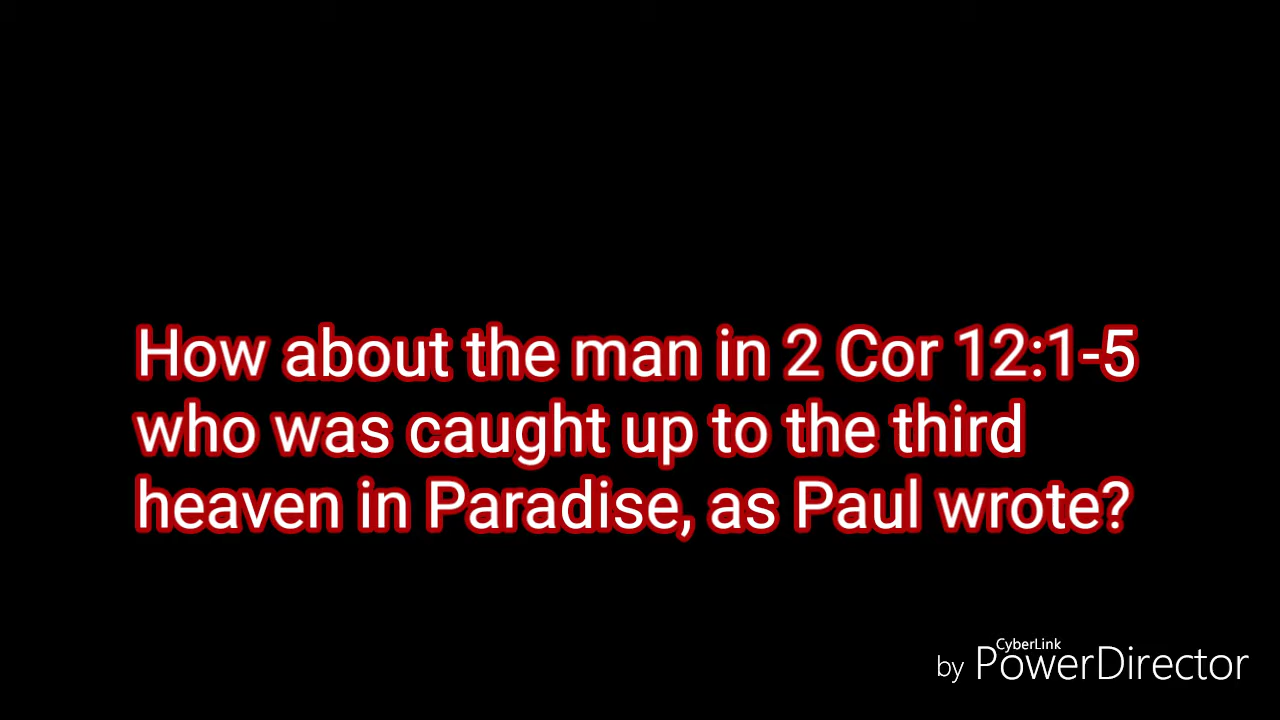 How about the man in 2 Cor 12:1-5
who was caught up to the third
heaven in Paradise, as Paul wrote?
CyberLink
by PowerDirector